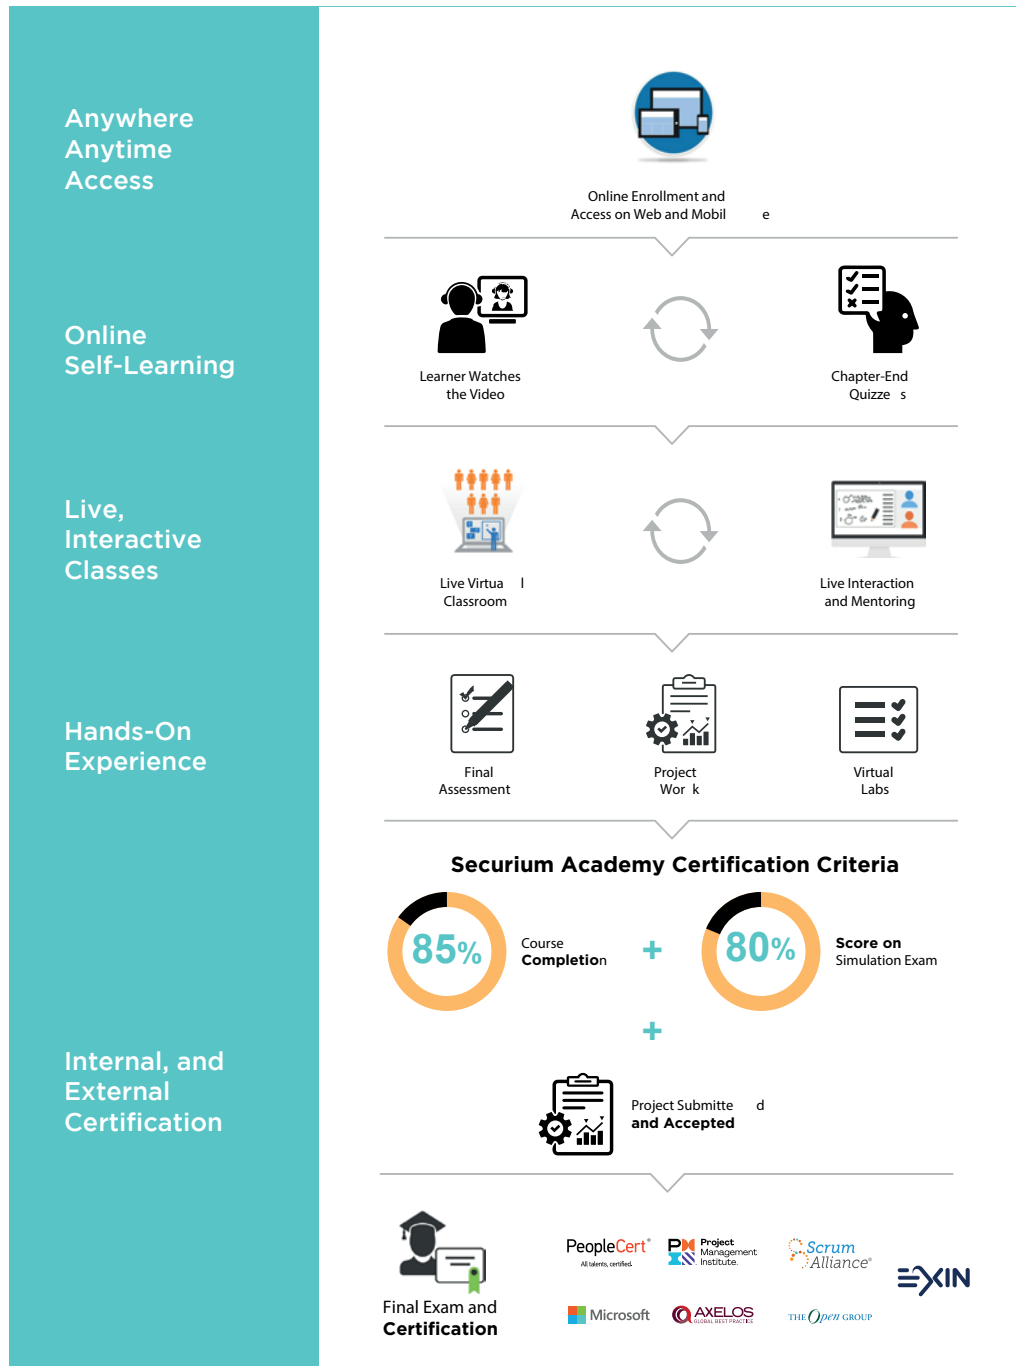 Anywhere
Anytime
Access
Online Enrollment and
Access on Web and Mobil e
Online
Self-Learning
Learner Watches
the Video
Chapter-End
Quizze s
Live,
Interactive
Classes
Live Virtua l
Classroom
Live Interaction
and Mentoring
Hands-On
Experience
Final
Assessment
Project
Wor k
Virtual
Labs
Securium Academy Certification Criteria
85%
Course
Completion
+
80%
Score on
Simulation Exam
+
Internal, and
External
Certification
Project Submitte d
and Accepted
Final Exam and
Certification
PeopleCert®
All talents, certified.
Project
Management
Institute.
Scrum
Alliance®
EXIN
Microsoft
AXELOS
GLOBAL BEST PRACTICE
THE Open GROUP